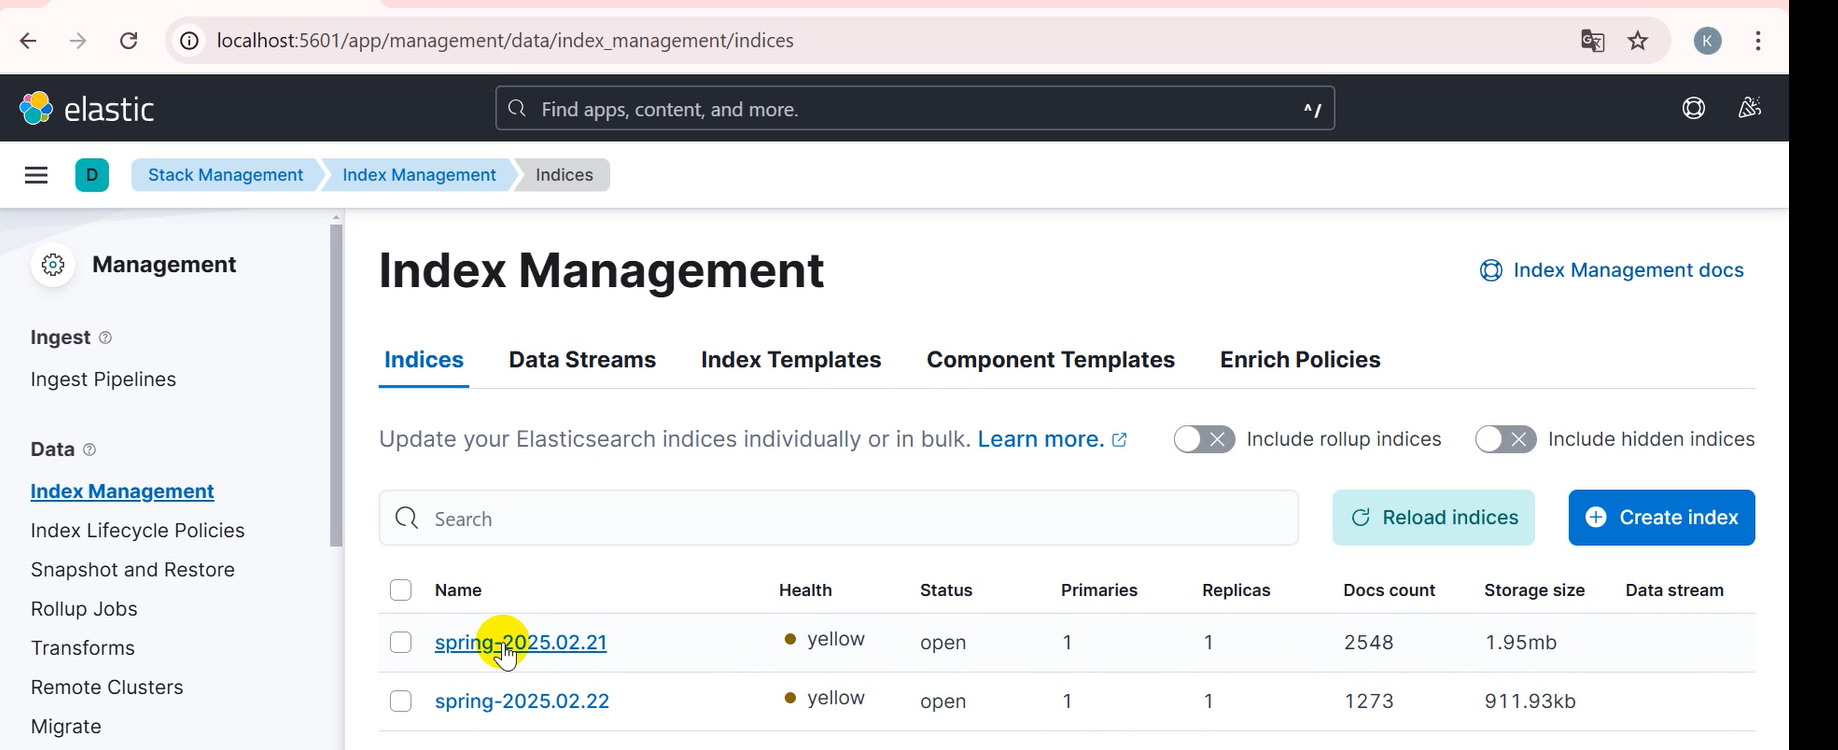 localhost:5601/app/management/data/index_management/indices
K
elastic
Find apps, content, and more.
^/
D
Stack Management
Index Management
Indices
Management
Ingest
Ingest Pipelines
Data
Index Management
Index Lifecycle Policies
Snapshot and Restore
Rollup Jobs
Transforms
Remote Clusters
Migrate
Index Management
Index Management docs
Indices Data Streams Index Templates Component Templates Enrich Policies
Update your Elasticsearch indices individually or in bulk. Learn more.
Include rollup indices
Include hidden indices
Search
Reload indices
Create index
Name Health Status Primaries Replicas Docs count Storage size Data stream
spring-2025.02.21 yellow open 1 1 2548 1.95mb
spring-2025.02.22 yellow open 1 1 1273 911.93kb